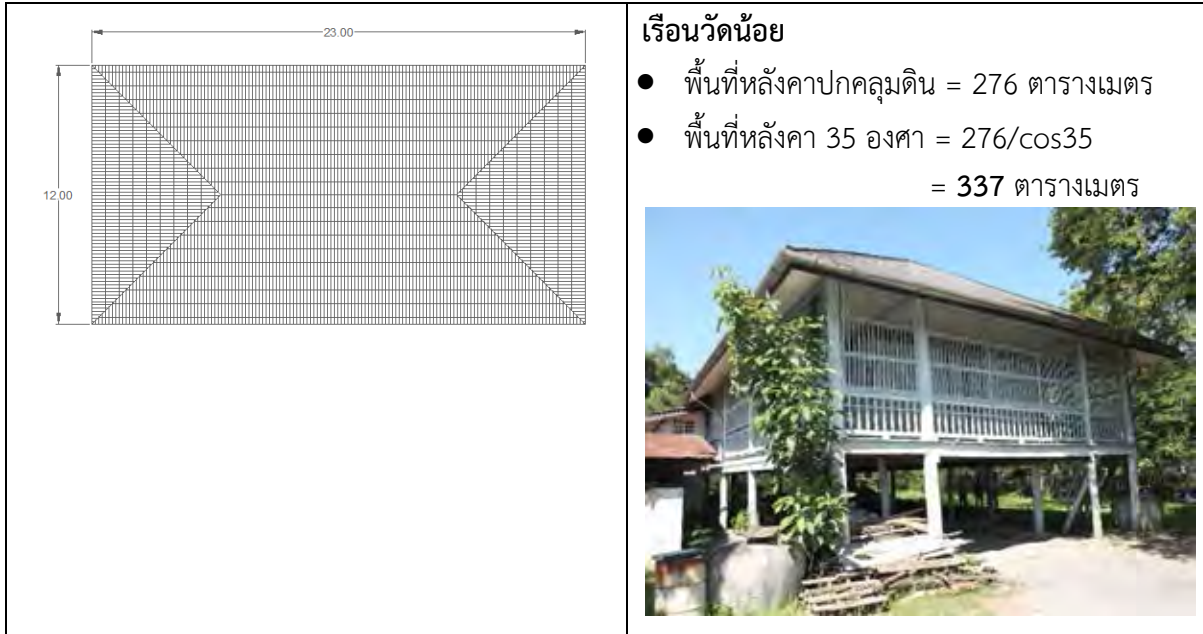 23.00
12.00
เรือนวัดน้อย
● พื้นที่หลังคาปกคลุมดิน = 276 ตารางเมตร
● พื้นที่หลังคา 35 องศา = 276/cos35
= 337 ตารางเมตร